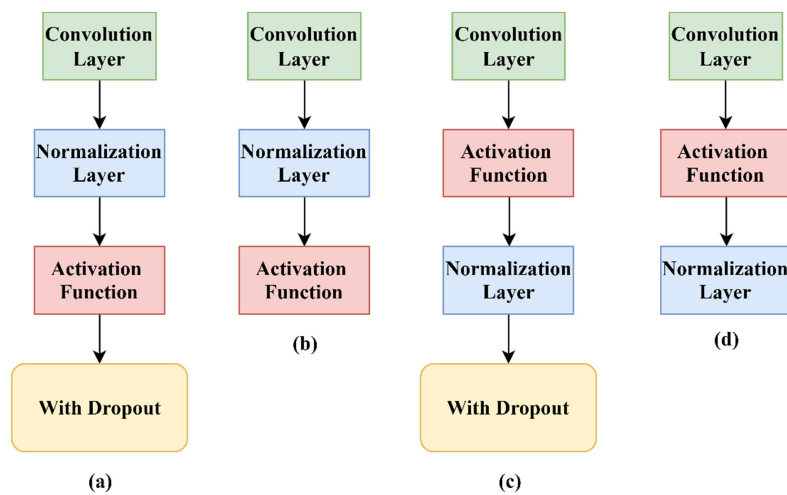 Convolution
Layer
Normalization
Layer
Activation
Function
With Dropout
(a)
Convolution
Layer
Normalization
Layer
Activation
Function
(b)
Convolution
Layer
Activation
Function
Normalization
Layer
With Dropout
(c)
Convolution
Layer
Activation
Function
Normalization
Layer
(d)